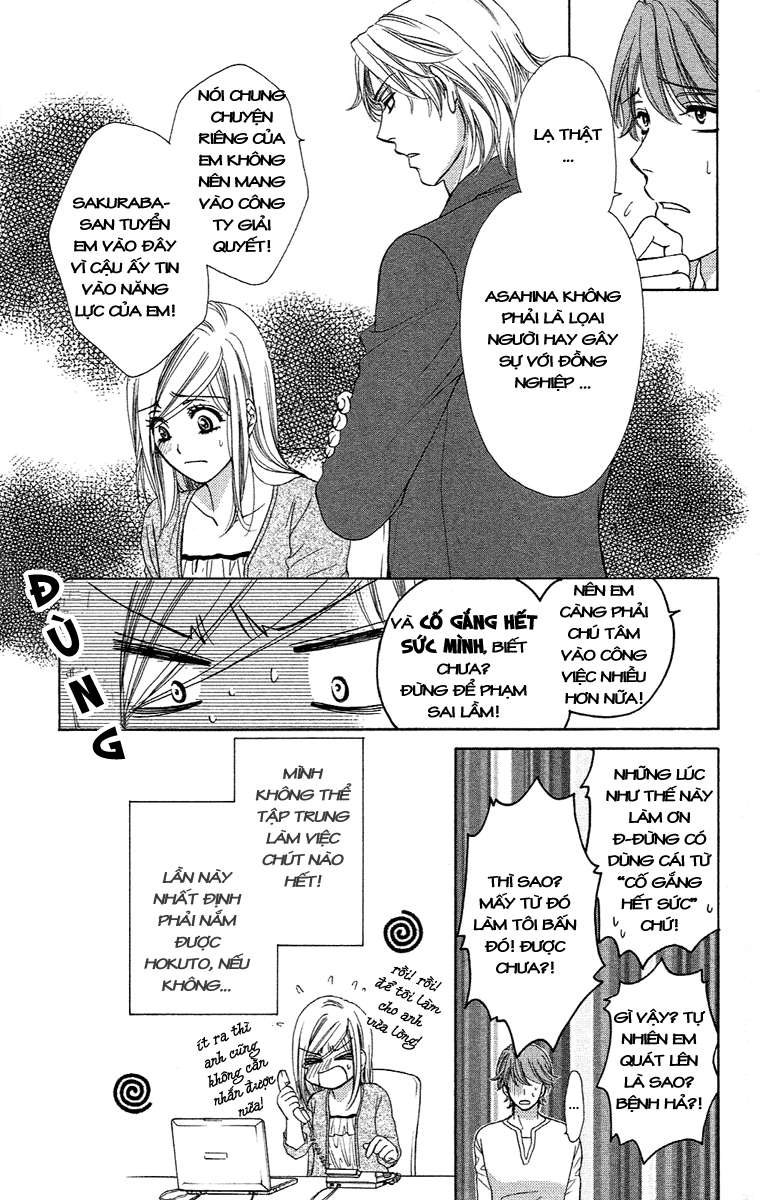 LẠ THẬT
...
ASAHINA KHÔNG
PHẢI LÀ LOẠI
NGƯỜI HAY GÂY
SỰ VỚI ĐỒNG
NGHIỆP ...
NÓI CHUNG
CHUYỆN
RIÊNG CỦA
EM KHÔNG
NÊN MANG
VÀO CÔNG
TY GIẢI
QUYẾT!
SAKURABA-
SAN TUYỂN
EM VÀO ĐÂY
VÌ CẬU ẤY TIN
VÀO NĂNG
LỰC CỦA EM!
NÊN EM
CÀNG PHẢI
CHÚ TÂM
VÀO CÔNG
VIỆC NHIỀU
HƠN NỮA!
VÀ CỐ GẮNG HẾT
SỨC MÌNH, BIẾT
CHƯA?
ĐỪNG ĐỂ PHẠM
SAI LẦM!
ĐÙNG
NHỮNG LÚC
NHƯ THẾ NÀY
LÀM ƠN
Đ-ĐỪNG CÓ
DÙNG CÁI TỪ
“CỐ GẮNG
HẾT SỨC”
CHỨ!
THÌ SAO?
MẤY TỪ ĐÓ
LÀM TÔI BẤN
ĐÓ! ĐƯỢC
CHƯA?!
GÌ VẬY? TỰ
NHIÊN EM
QUÁT LÊN
LÀ SAO?
BỆNH HẢ?!
...
MÌNH
KHÔNG THỂ
TẬP TRUNG
LÀM VIỆC
CHÚT NÀO
HẾT!
LẦN NÀY
NHẤT ĐỊNH
PHẢI NẮM
ĐƯỢC
HOKUTO, NẾU
KHÔNG...
rồi! rồi!
để tôi làm
cho anh
vừa lòng!
ít ra thì
anh cũng
không cần
nhắn được
nữa!